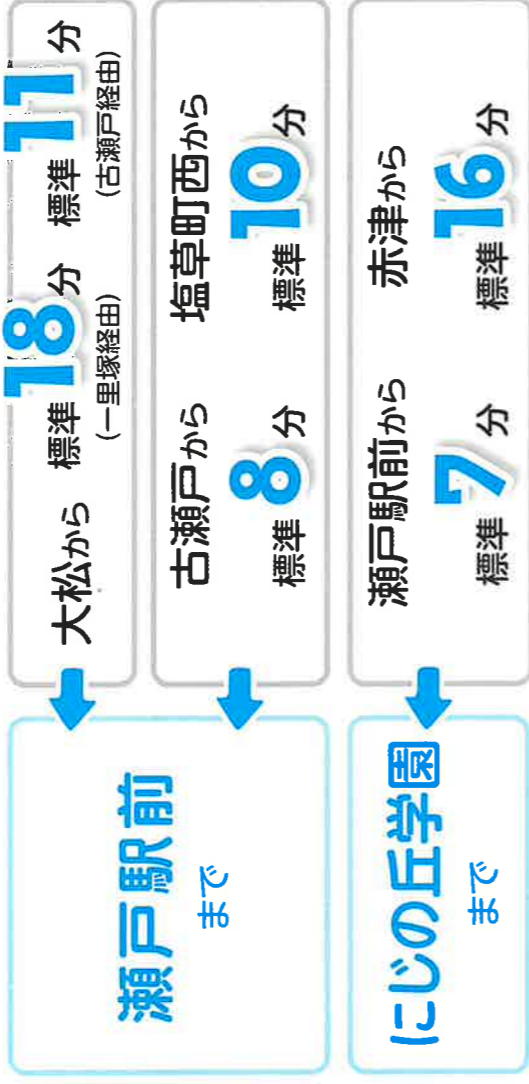 瀬戸駅前
まで
大松から 標準18分 標準11分
(一里塚経由) (古瀬戸経由)
古瀬戸から 塩草町西から
標準8分 標準10分
にじの丘学園
まで
瀬戸駅前から 赤津から
標準7分 標準16分